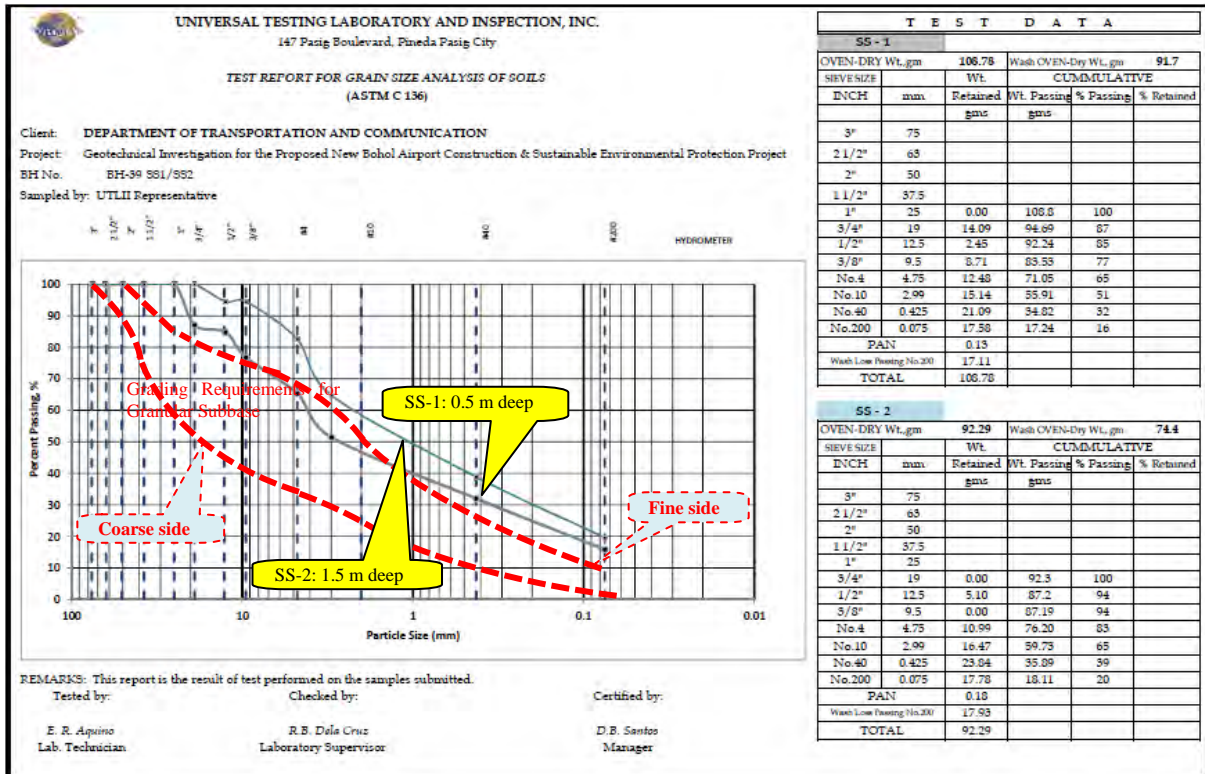 UNIVERSAL TESTING LABORATORY AND INSPECTION, INC.
147 Pasig Boulevard, Pineda Pasig City
TEST REPORT FOR GRAIN SIZE ANALYSIS OF SOILS
(ASTM C 136)
Client: DEPARTMENT OF TRANSPORTATION AND COMMUNICATION
Project: Geotechnical Investigation for the Proposed New Bohol Airport Construction & Sustainable Environmental Protection Project
BH No. BH-39 SS1/SS2
Sampled by: UTLII Representative
3" 2 1/2" 2" 1 1/2" 1" 3/4" 1/2" 3/8" #4 #10 #40 #200 HYDROMETER
Percent Passing, %
100
90
80
70
60
50
40
30
20
10
0
Grading Requirements for
Granular Subbase
SS-1: 0.5 m deep
Coarse side
Fine side
SS-2: 1.5 m deep
100 10 1 0.1 0.01
Particle Size (mm)
REMARKS: This report is the result of test performed on the samples submitted.
Tested by: Checked by: Certified by:
E. R. Aquino R.B. Dela Cruz D.B. Santos
Lab. Technician Laboratory Supervisor Manager
T E S T D A T A
SS - 1
OVEN-DRY Wt.,gm 108.78 Wash OVEN-Dry Wt., gm 91.7
SIEVE SIZE Wt. CUMMULATIVE
INCH mm Retained Wt. Passing % Passing % Retained
gms gms
3" 75
2 1/2" 63
2" 50
1 1/2" 37.5
1" 25 0.00 108.8 100
3/4" 19 14.09 94.69 87
1/2" 12.5 2.45 92.24 85
3/8" 9.5 8.71 83.53 77
No.4 4.75 12.48 71.05 65
No.10 2.99 15.14 55.91 51
No.40 0.425 21.09 34.82 32
No.200 0.075 17.58 17.24 16
PAN 0.13
Wash Loss Passing No.200 17.11
TOTAL 108.78
SS - 2
OVEN-DRY Wt.,gm 92.29 Wash OVEN-Dry Wt., gm 74.4
SIEVE SIZE Wt. CUMMULATIVE
INCH mm Retained Wt. Passing % Passing % Retained
gms gms
3" 75
2 1/2" 63
2" 50
1 1/2" 37.5
1" 25
3/4" 19 0.00 92.3 100
1/2" 12.5 5.10 87.2 94
3/8" 9.5 0.00 87.19 94
No.4 4.75 10.99 76.20 83
No.10 2.99 16.47 59.73 65
No.40 0.425 23.84 35.89 39
No.200 0.075 17.78 18.11 20
PAN 0.18
Wash Loss Passing No.200 17.93
TOTAL 92.29